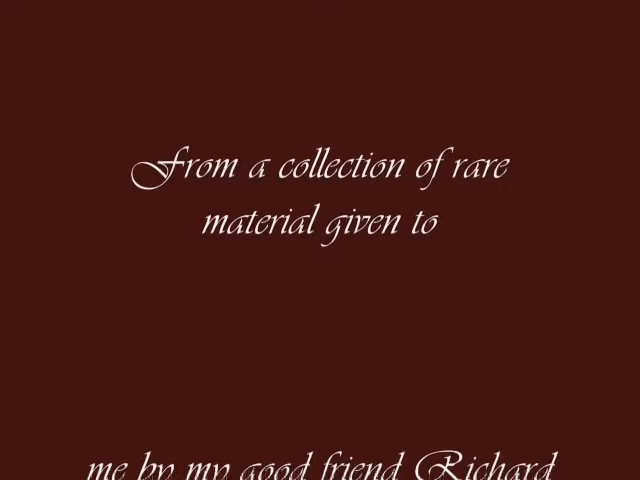 From a collection of rare
material given to
me by my good friend Richard